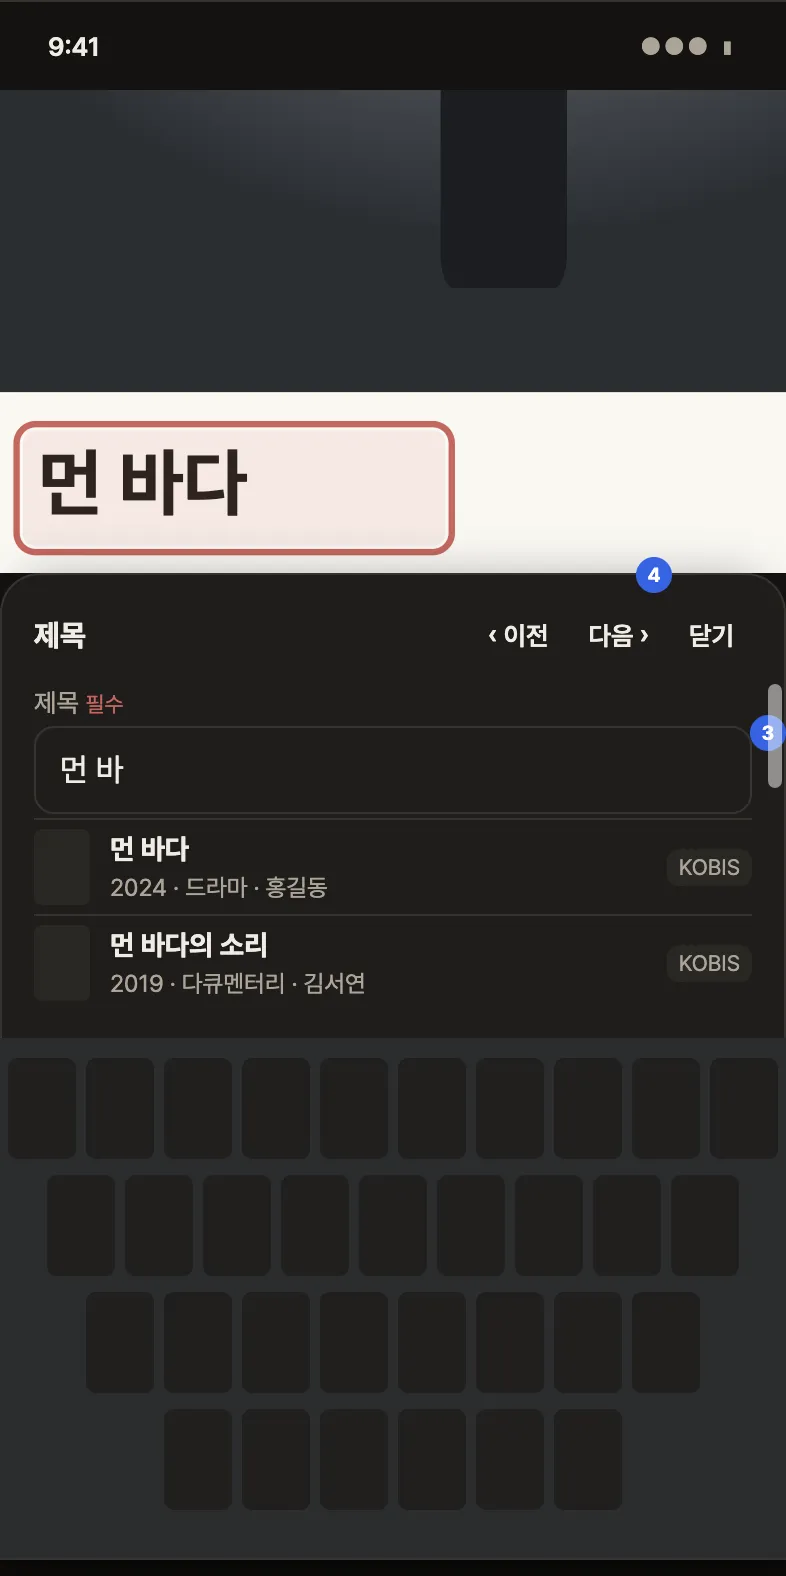 9:41
먼 바다
4
제목
‹ 이전 다음 › 닫기
제목 필수
3
먼 바
먼 바다
2024 · 드라마 · 홍길동
KOBIS
먼 바다의 소리
2019 · 다큐멘터리 · 김서연
KOBIS